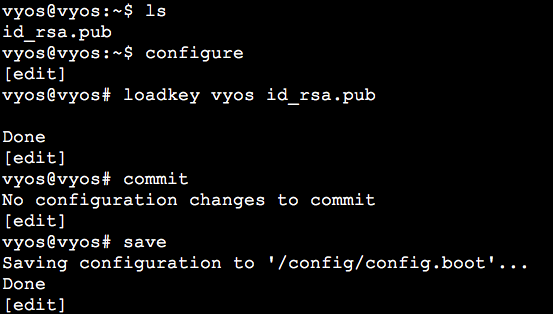 vyos@vyos:~$ ls
id_rsa.pub
vyos@vyos:~$ configure
[edit]
vyos@vyos# loadkey vyos id_rsa.pub
Done
[edit]
vyos@vyos# commit
No configuration changes to commit
[edit]
vyos@vyos# save
Saving configuration to '/config/config.boot'...
Done
[edit]